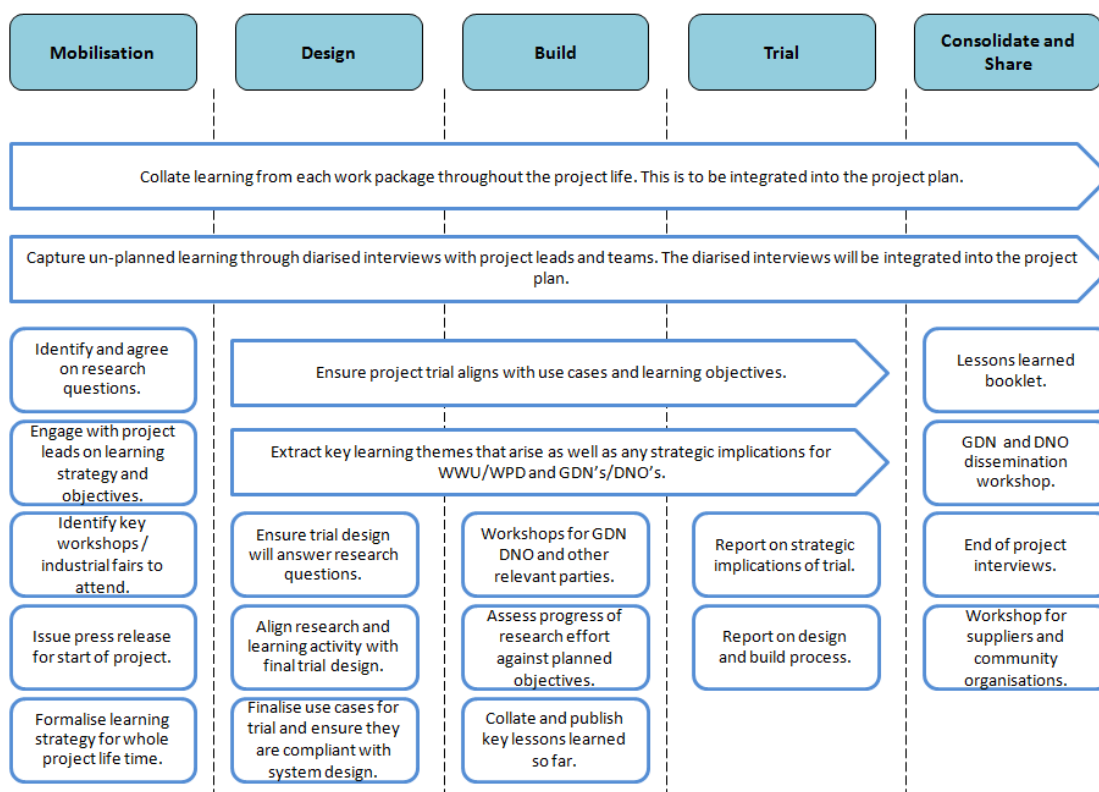 Mobilisation
Design
Build
Trial
Consolidate and
Share
Collate learning from each work package throughout the project life. This is to be integrated into the project plan.
Capture un-planned learning through diarised interviews with project leads and teams. The diarised interviews will be integrated into the project
plan.
Identify and agree
on research
questions.
Ensure project trial aligns with use cases and learning objectives.
Lessons learned
booklet.
Engage with project
leads on learning
strategy and
objectives.
Extract key learning themes that arise as well as any strategic implications for
WWU/WPD and GDN's/DNO's.
GDN and DNO
dissemination
workshop.
Identify key
workshops /
industrial fairs to
attend.
Ensure trial design
will answer research
questions.
Workshops for GDN
DNO and other
relevant parties.
Report on strategic
implications of trial.
End of project
interviews.
Issue press release
for start of project.
Align research and
learning activity with
final trial design.
Assess progress of
research effort
against planned
objectives.
Report on design
and build process.
Workshop for
suppliers and
community
organisations.
Formalise learning
strategy for whole
project life time.
Finalise use cases for
trial and ensure they
are compliant with
system design.
Collate and publish
key lessons learned
so far.